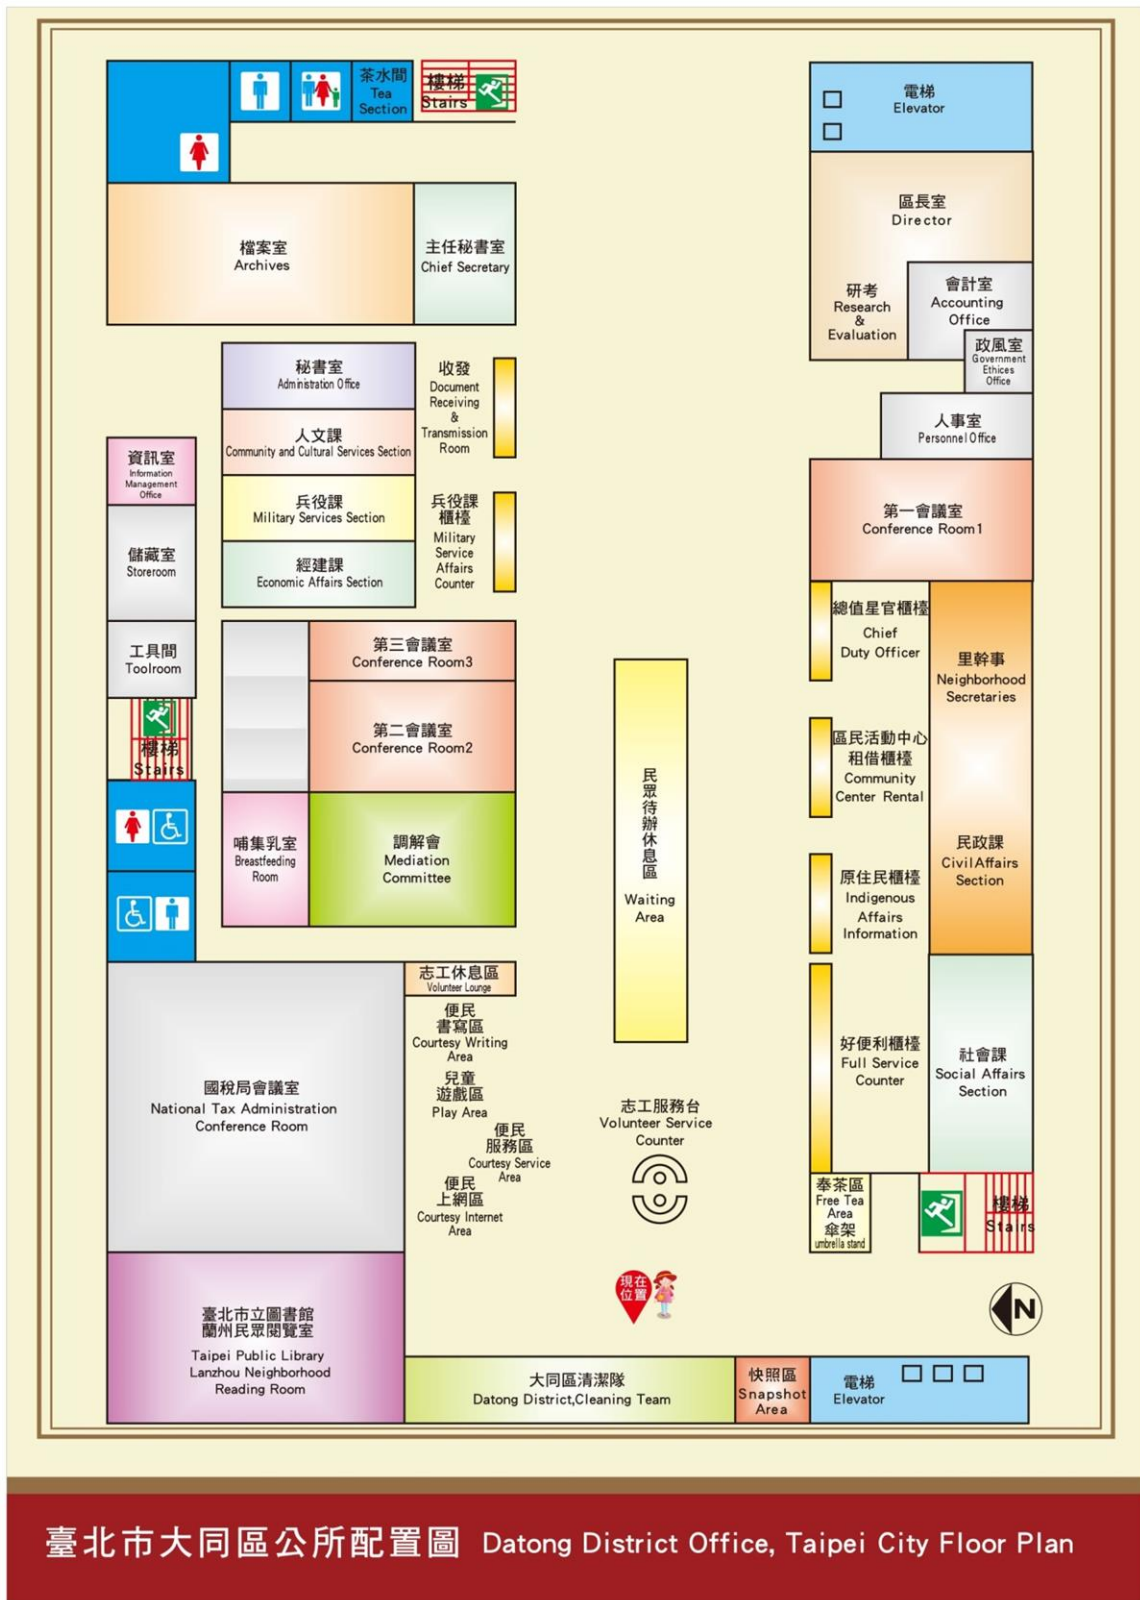 茶水間
Tea
Section
樓梯
Stairs
電梯
Elevator
檔案室
Archives
主任秘書室
Chief Secretary
區長室
Director
研考
Research
&
Evaluation
會計室
Accounting
Office
政風室
Government
Ethices
Office
人事室
Personnel Office
秘書室
Administration Office
人文課
Community and Cultural Services Section
兵役課
Military Services Section
經建課
Economic Affairs Section
收發
Document
Receiving
&
Transmission
Room
兵役課
櫃檯
Military
Service
Affairs
Counter
資訊室
Information
Management
Office
儲藏室
Storeroom
工具間
Toolroom
樓梯
Stairs
第三會議室
Conference Room3
第二會議室
Conference Room2
哺集乳室
Breastfeeding
Room
調解會
Mediation
Committee
民眾待辦休息區
Waiting
Area
第一會議室
Conference Room1
總值星官櫃檯
Chief
Duty Officer
區民活動中心
租借櫃檯
Community
Center Rental
原住民櫃檯
Indigenous
Affairs
Information
好便利櫃檯
Full Service
Counter
里幹事
Neighborhood
Secretaries
民政課
Civil Affairs
Section
社會課
Social Affairs
Section
國稅局會議室
National Tax Administration
Conference Room
志工休息區
Volunteer Lounge
便民
書寫區
Courtesy Writing
Area
兒童
遊戲區
Play Area
便民
服務區
Courtesy Service
Area
便民
上網區
Courtesy Internet
Area
志工服務台
Volunteer Service
Counter
奉茶區
Free Tea
Area
傘架
umbrella stand
樓梯
Stairs
現在
位置
N
臺北市立圖書館
蘭州民眾閱覽室
Taipei Public Library
Lanzhou Neighborhood
Reading Room
大同區清潔隊
Datong District,Cleaning Team
快照區
Snapshot
Area
電梯
Elevator
臺北市大同區公所配置圖 Datong District Office, Taipei City Floor Plan